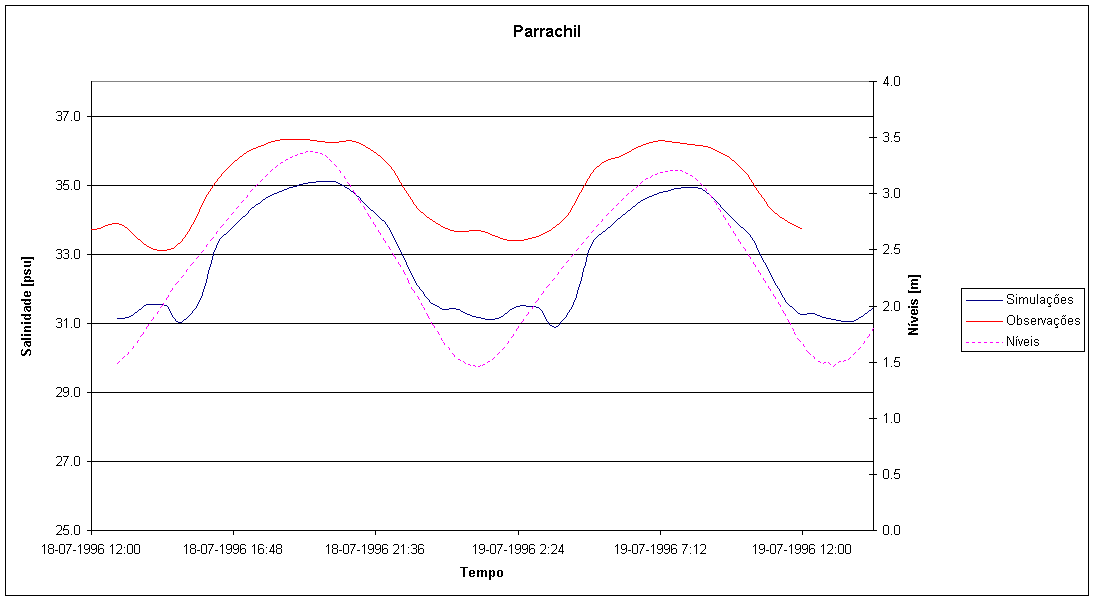 Parrachil
37.0
35.0
33.0
31.0
29.0
27.0
25.0
Salinidade [psu]
4.0
3.5
3.0
2.5
2.0
1.5
1.0
0.5
0.0
Níveis [m]
18-07-1996 12:00 18-07-1996 16:48 18-07-1996 21:36 19-07-1996 2:24 19-07-1996 7:12 19-07-1996 12:00
Tempo
Simulações
Observações
Níveis